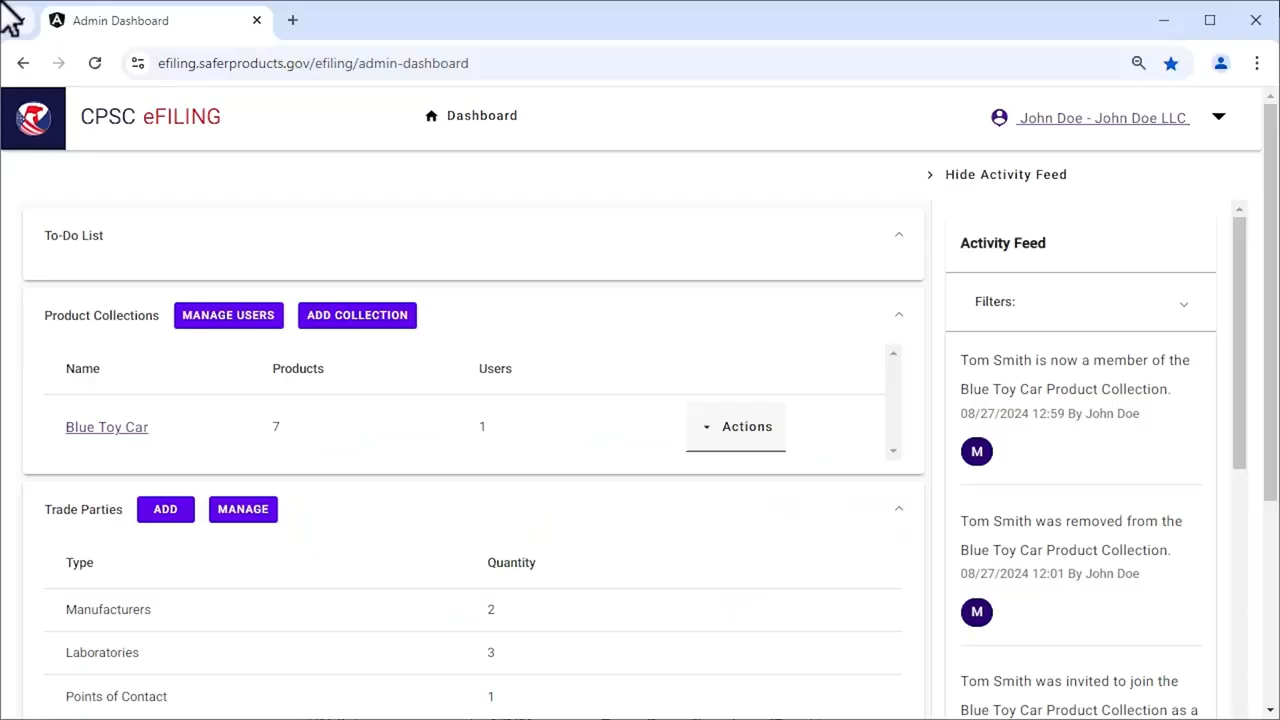 Admin Dashboard
efiling.saferproducts.gov/efiling/admin-dashboard
CPSC eFILING
Dashboard
John Doe - John Doe LLC
Hide Activity Feed
To-Do List
Product Collections MANAGE USERS ADD COLLECTION
Name Products Users
Blue Toy Car 7 1 Actions
Trade Parties ADD MANAGE
Type Quantity
Manufacturers 2
Laboratories 3
Points of Contact 1
Activity Feed
Filters:
Tom Smith is now a member of the
Blue Toy Car Product Collection.
08/27/2024 12:59 By John Doe
M
Tom Smith was removed from the
Blue Toy Car Product Collection.
08/27/2024 12:01 By John Doe
M
Tom Smith was invited to join the
Blue Toy Car Product Collection as a